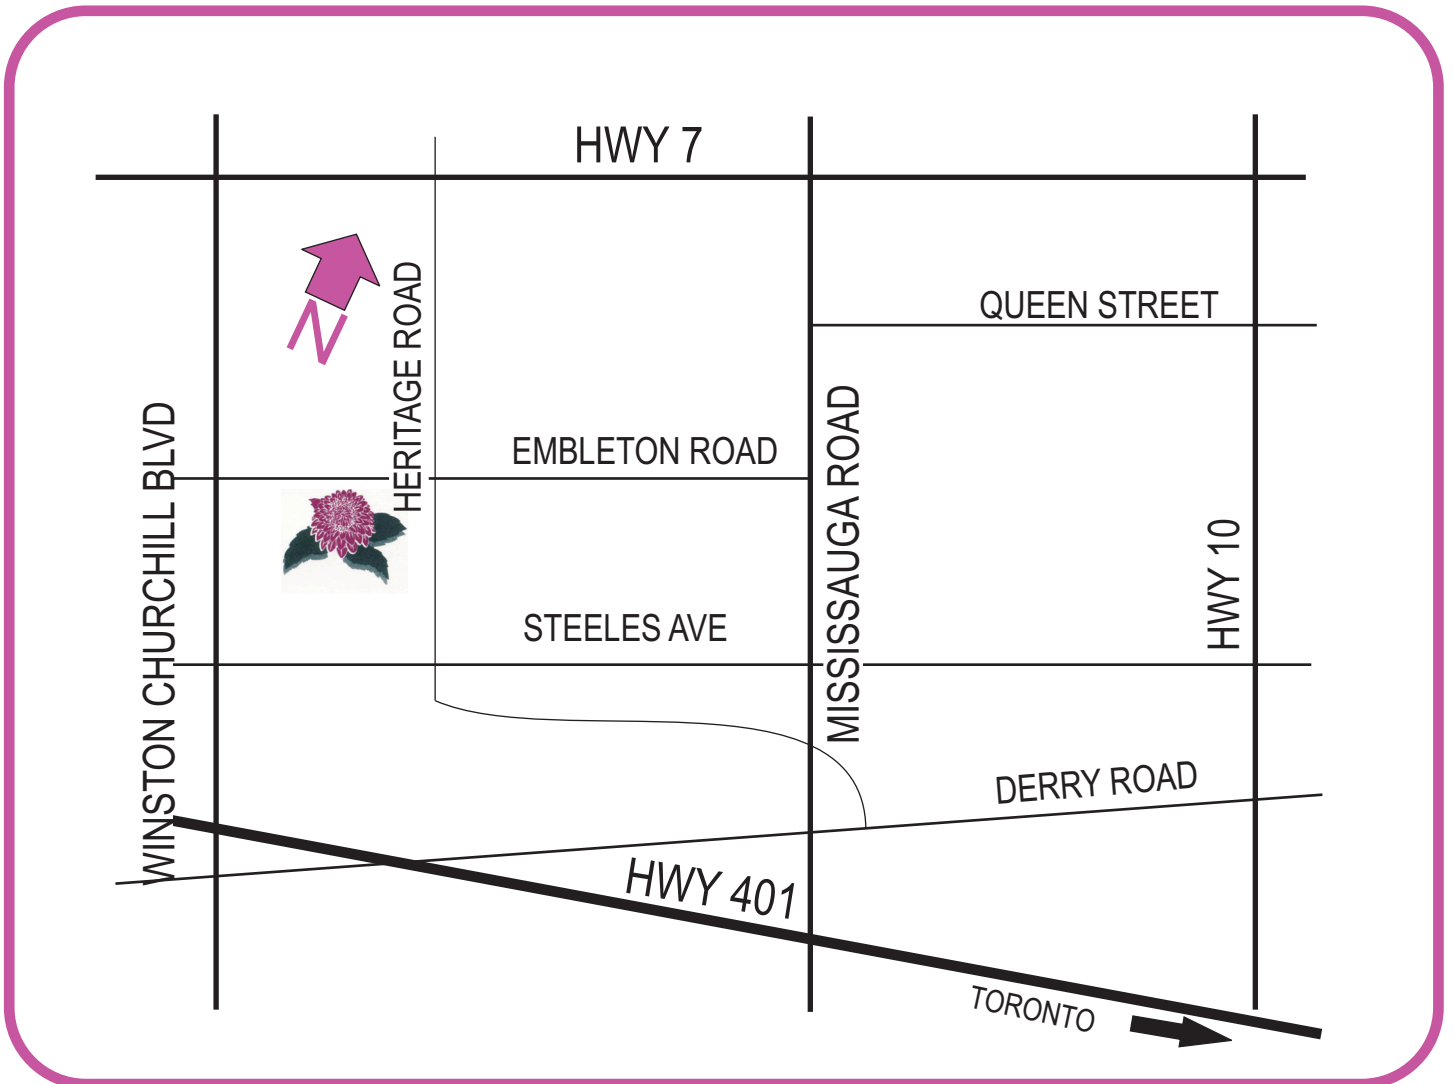 HWY 7
N
HERITAGE ROAD
QUEEN STREET
WINSTON CHURCHILL BLVD
EMBLETON ROAD
MISSISSAUGA ROAD
HWY 10
STEELES AVE
DERRY ROAD
HWY 401
TORONTO